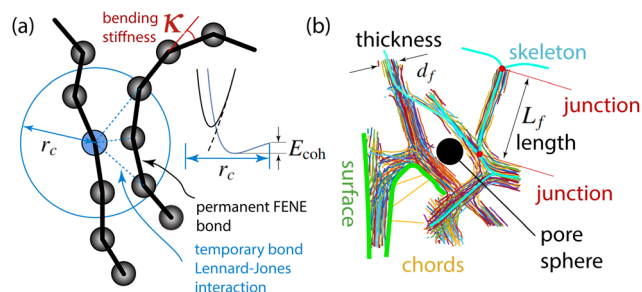 (a)
bending
stiffness
κ
r_c
E_coh
r_c
permanent FENE
bond
temporary bond
Lennard-Jones
interaction
(b)
thickness
d_f
skeleton
junction
L_f
length
junction
surface
pore
sphere
chords